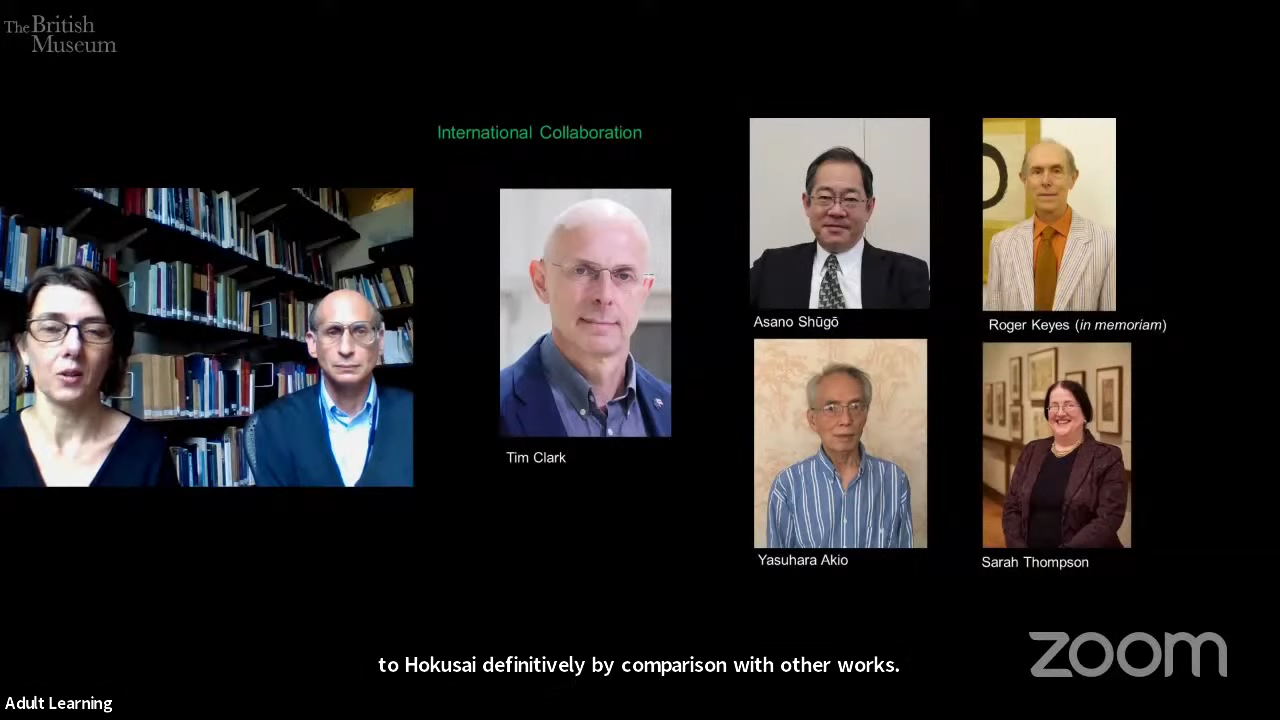 The British
Museum
International Collaboration
Tim Clark
Asano Shūgō
Roger Keyes (in memoriam)
Yasuhara Akio
Sarah Thompson
to Hokusai definitively by comparison with other works.
zoom
Adult Learning